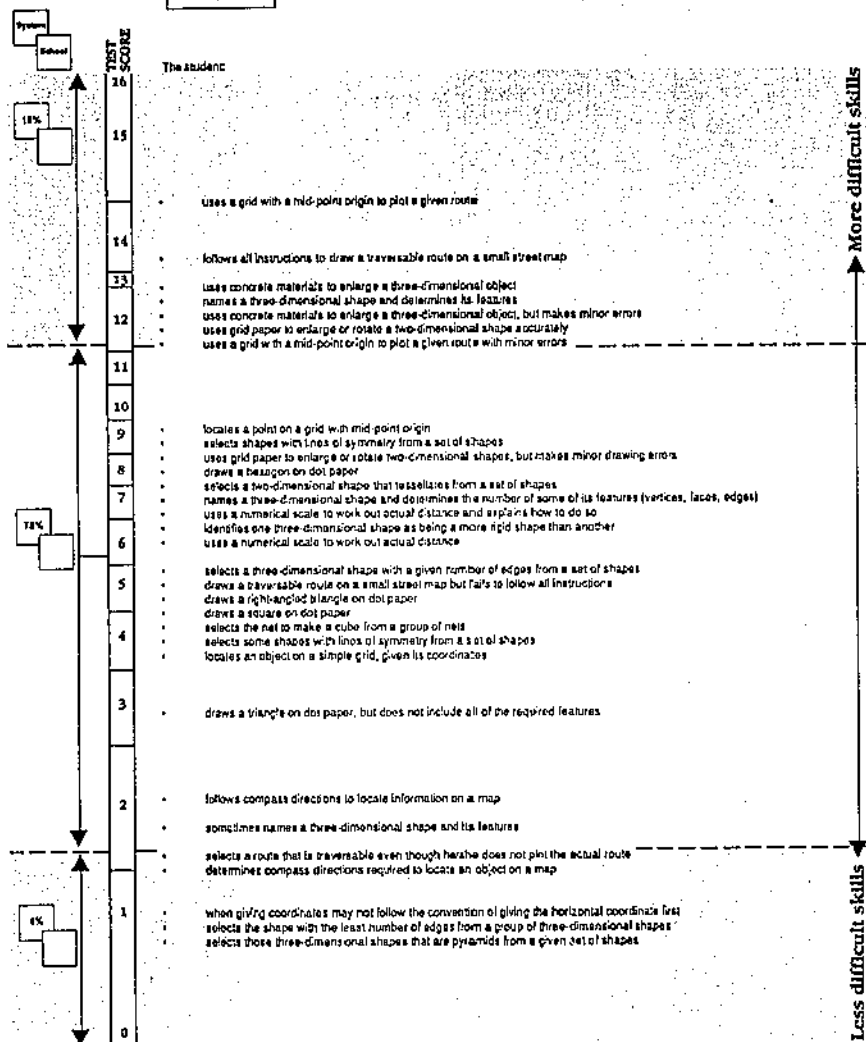 System
School
TEST
SCORE
The student:
16
15
uses a grid with a mid-point origin to plot a given route
14
follows all instructions to draw a traversable route on a small street map
13
uses concrete materials to enlarge a three-dimensional object
names a three-dimensional shape and determines its features
12
uses concrete materials to enlarge a three-dimensional object, but makes minor errors
uses grid paper to enlarge or rotate a two-dimensional shape accurately
uses a grid with a mid-point origin to plot a given route with minor errors
11
10
9
locates a point on a grid with mid-point origin
selects shapes with lines of symmetry from a set of shapes
uses grid paper to enlarge or rotate two-dimensional shapes, but makes minor drawing errors
8
draws a hexagon on dot paper
selects a two-dimensional shape that tessellates from a set of shapes
7
names a three-dimensional shape and determines the number of some of its features (vertices, faces, edges)
uses a numerical scale to work out actual distance and explains how to do so
identifies one three-dimensional shape as being a more rigid shape than another
6
uses a numerical scale to work out actual distance
selects a three-dimensional shape with a given number of edges from a set of shapes
5
draws a traversable route on a small street map but fails to follow all instructions
draws a right-angled triangle on dot paper
draws a square on dot paper
4
selects the net to make a cube from a group of nets
selects some shapes with lines of symmetry from a set of shapes
locates an object on a simple grid, given its coordinates
3
draws a triangle on dot paper, but does not include all of the required features
2
follows compass directions to locate information on a map
sometimes names a three-dimensional shape and its features
selects a route that is traversable even though he/she does not plot the actual route
determines compass directions required to locate an object on a map
1
when giving coordinates may not follow the convention of giving the horizontal coordinate first
selects the shape with the least number of edges from a group of three-dimensional shapes
selects those three-dimensional shapes that are pyramids from a given set of shapes
0
More difficult skills
Less difficult skills